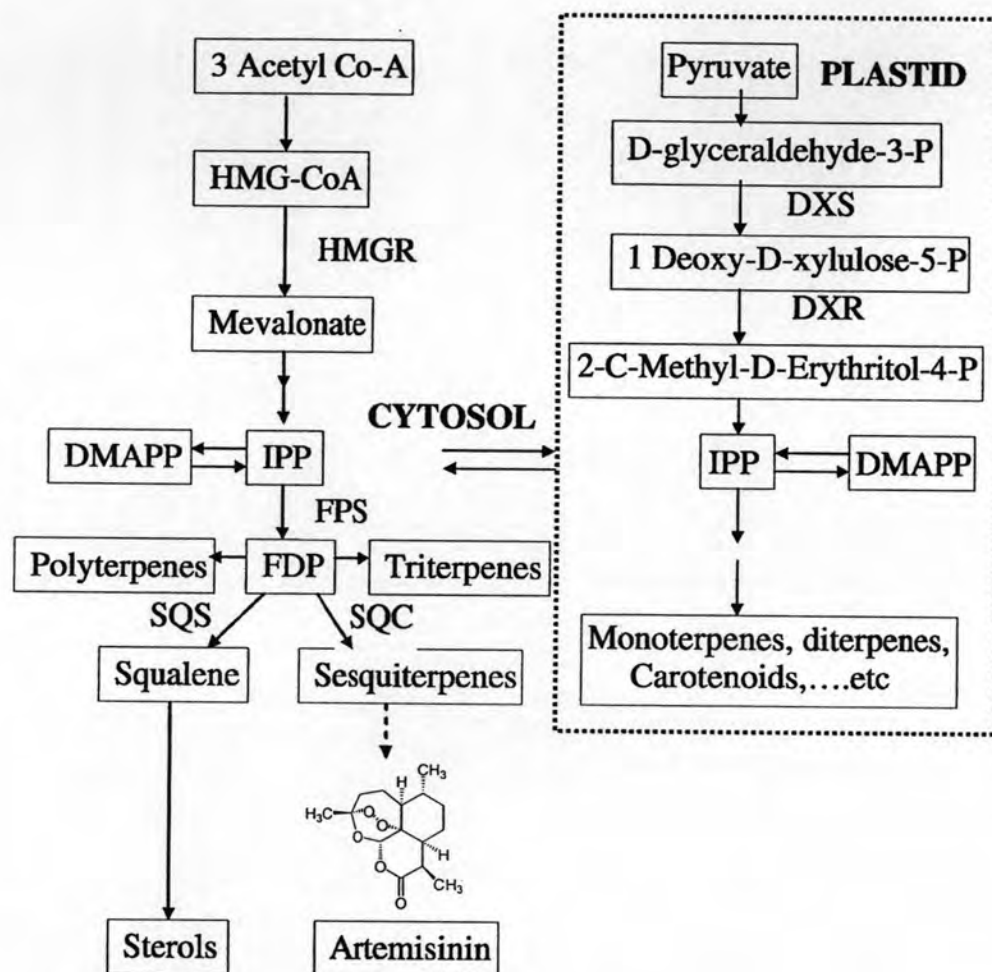 3 Acetyl Co-A
HMG-CoA
HMGR
Mevalonate
CYTOSOL
DMAPP
IPP
FPS
Polyterpenes
FDP
Triterpenes
SQS
SQC
Squalene
Sesquiterpenes
H
CH₃
H₃C
O
O
O
H
O
CH₃
O
Sterols
Artemisinin
Pyruvate
PLASTID
D-glyceraldehyde-3-P
DXS
1 Deoxy-D-xylulose-5-P
DXR
2-C-Methyl-D-Erythritol-4-P
IPP
DMAPP
Monoterpenes, diterpenes,
Carotenoids,....etc